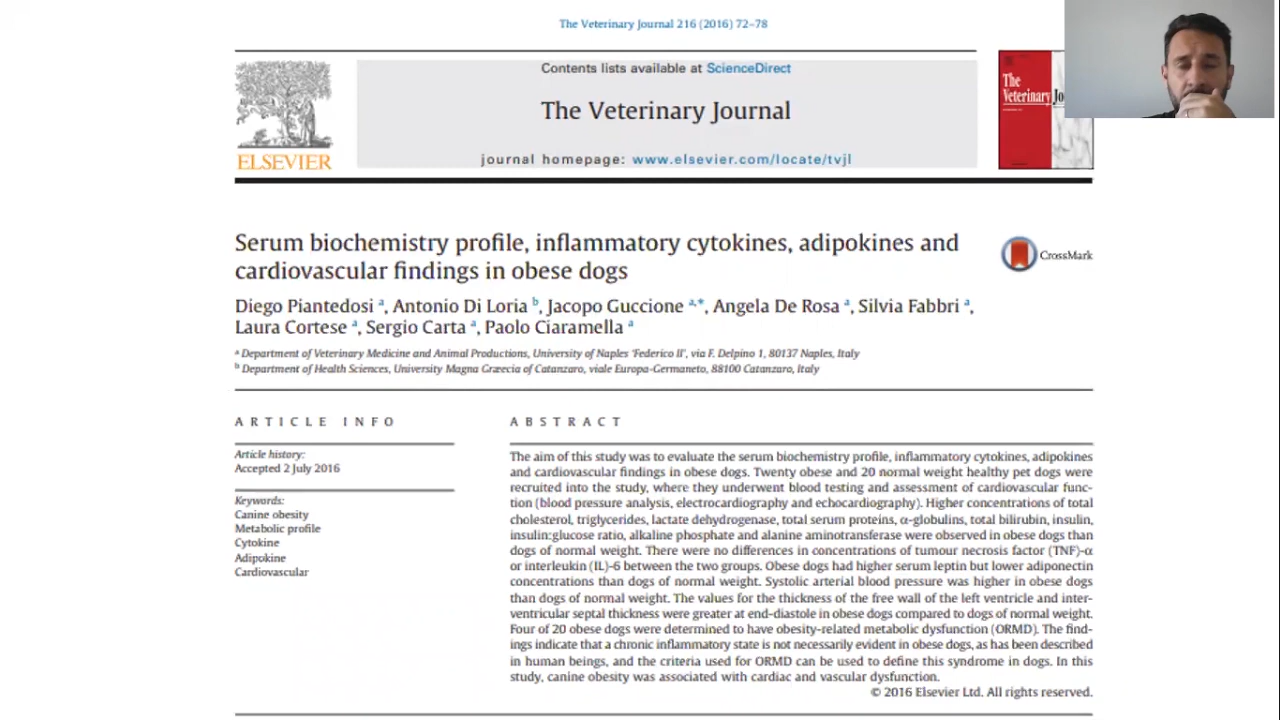 The Veterinary Journal 216 (2016) 72–78
Contents lists available at ScienceDirect
The Veterinary Journal
journal homepage: www.elsevier.com/locate/tvjl
ELSEVIER
The
Veterinary Jo
Serum biochemistry profile, inflammatory cytokines, adipokines and
cardiovascular findings in obese dogs
CrossMark
Diego Piantedosi a, Antonio Di Loria b, Jacopo Guccione a,*, Angela De Rosa a, Silvia Fabbri a,
Laura Cortese a, Sergio Carta a, Paolo Ciaramella a
a Department of Veterinary Medicine and Animal Productions, University of Naples 'Federico II', via F. Delpino 1, 80137 Naples, Italy
b Department of Health Sciences, University Magna Græecia of Catanzaro, viale Europa-Germaneto, 88100 Catanzaro, Italy
ARTICLE INFO
Article history:
Accepted 2 July 2016
Keywords:
Canine obesity
Metabolic profile
Cytokine
Adipokine
Cardiovascular
ABSTRACT
The aim of this study was to evaluate the serum biochemistry profile, inflammatory cytokines, adipokines
and cardiovascular findings in obese dogs. Twenty obese and 20 normal weight healthy pet dogs were
recruited into the study, where they underwent blood testing and assessment of cardiovascular func-
tion (blood pressure analysis, electrocardiography and echocardiography). Higher concentrations of total
cholesterol, triglycerides, lactate dehydrogenase, total serum proteins, α-globulins, total bilirubin, insulin,
insulin:glucose ratio, alkaline phosphate and alanine aminotransferase were observed in obese dogs than
dogs of normal weight. There were no differences in concentrations of tumour necrosis factor (TNF)-α
or interleukin (IL)-6 between the two groups. Obese dogs had higher serum leptin but lower adiponectin
concentrations than dogs of normal weight. Systolic arterial blood pressure was higher in obese dogs
than dogs of normal weight. The values for the thickness of the free wall of the left ventricle and inter-
ventricular septal thickness were greater at end-diastole in obese dogs compared to dogs of normal weight.
Four of 20 obese dogs were determined to have obesity-related metabolic dysfunction (ORMD). The find-
ings indicate that a chronic inflammatory state is not necessarily evident in obese dogs, as has been described
in human beings, and the criteria used for ORMD can be used to define this syndrome in dogs. In this
study, canine obesity was associated with cardiac and vascular dysfunction.
© 2016 Elsevier Ltd. All rights reserved.